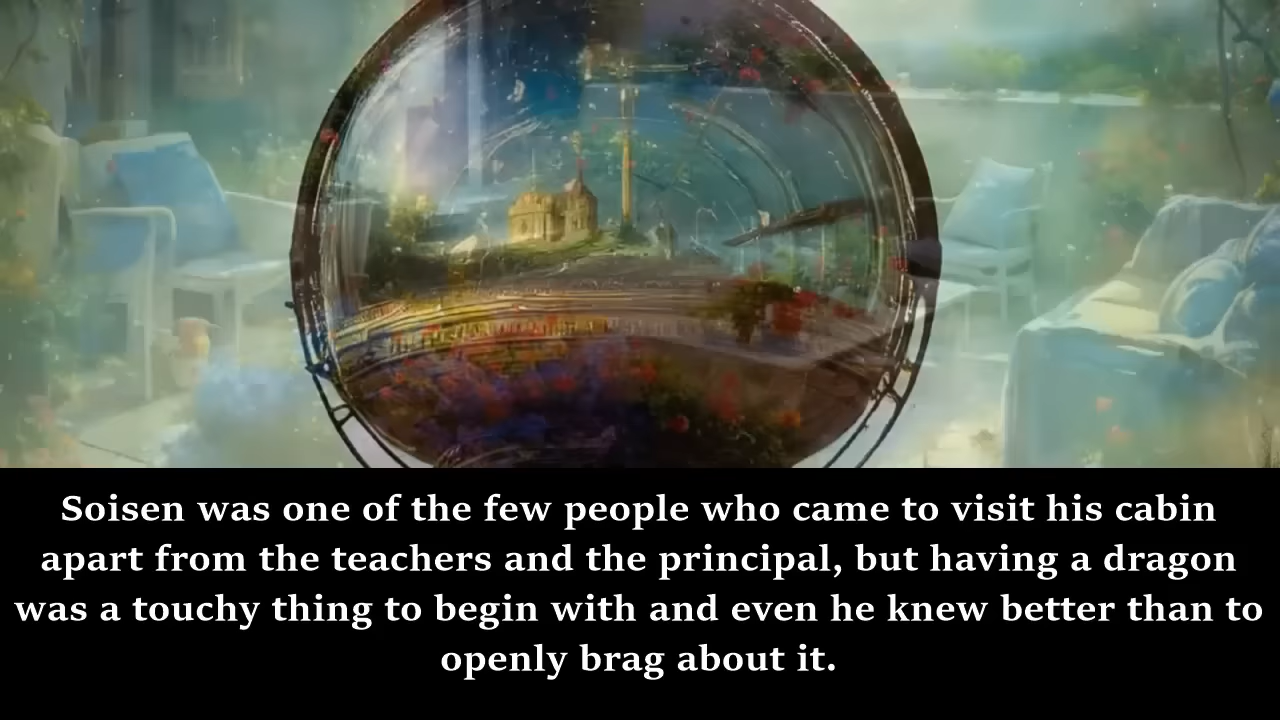 Soisen was one of the few people who came to visit his cabin
apart from the teachers and the principal, but having a dragon
was a touchy thing to begin with and even he knew better than to
openly brag about it.